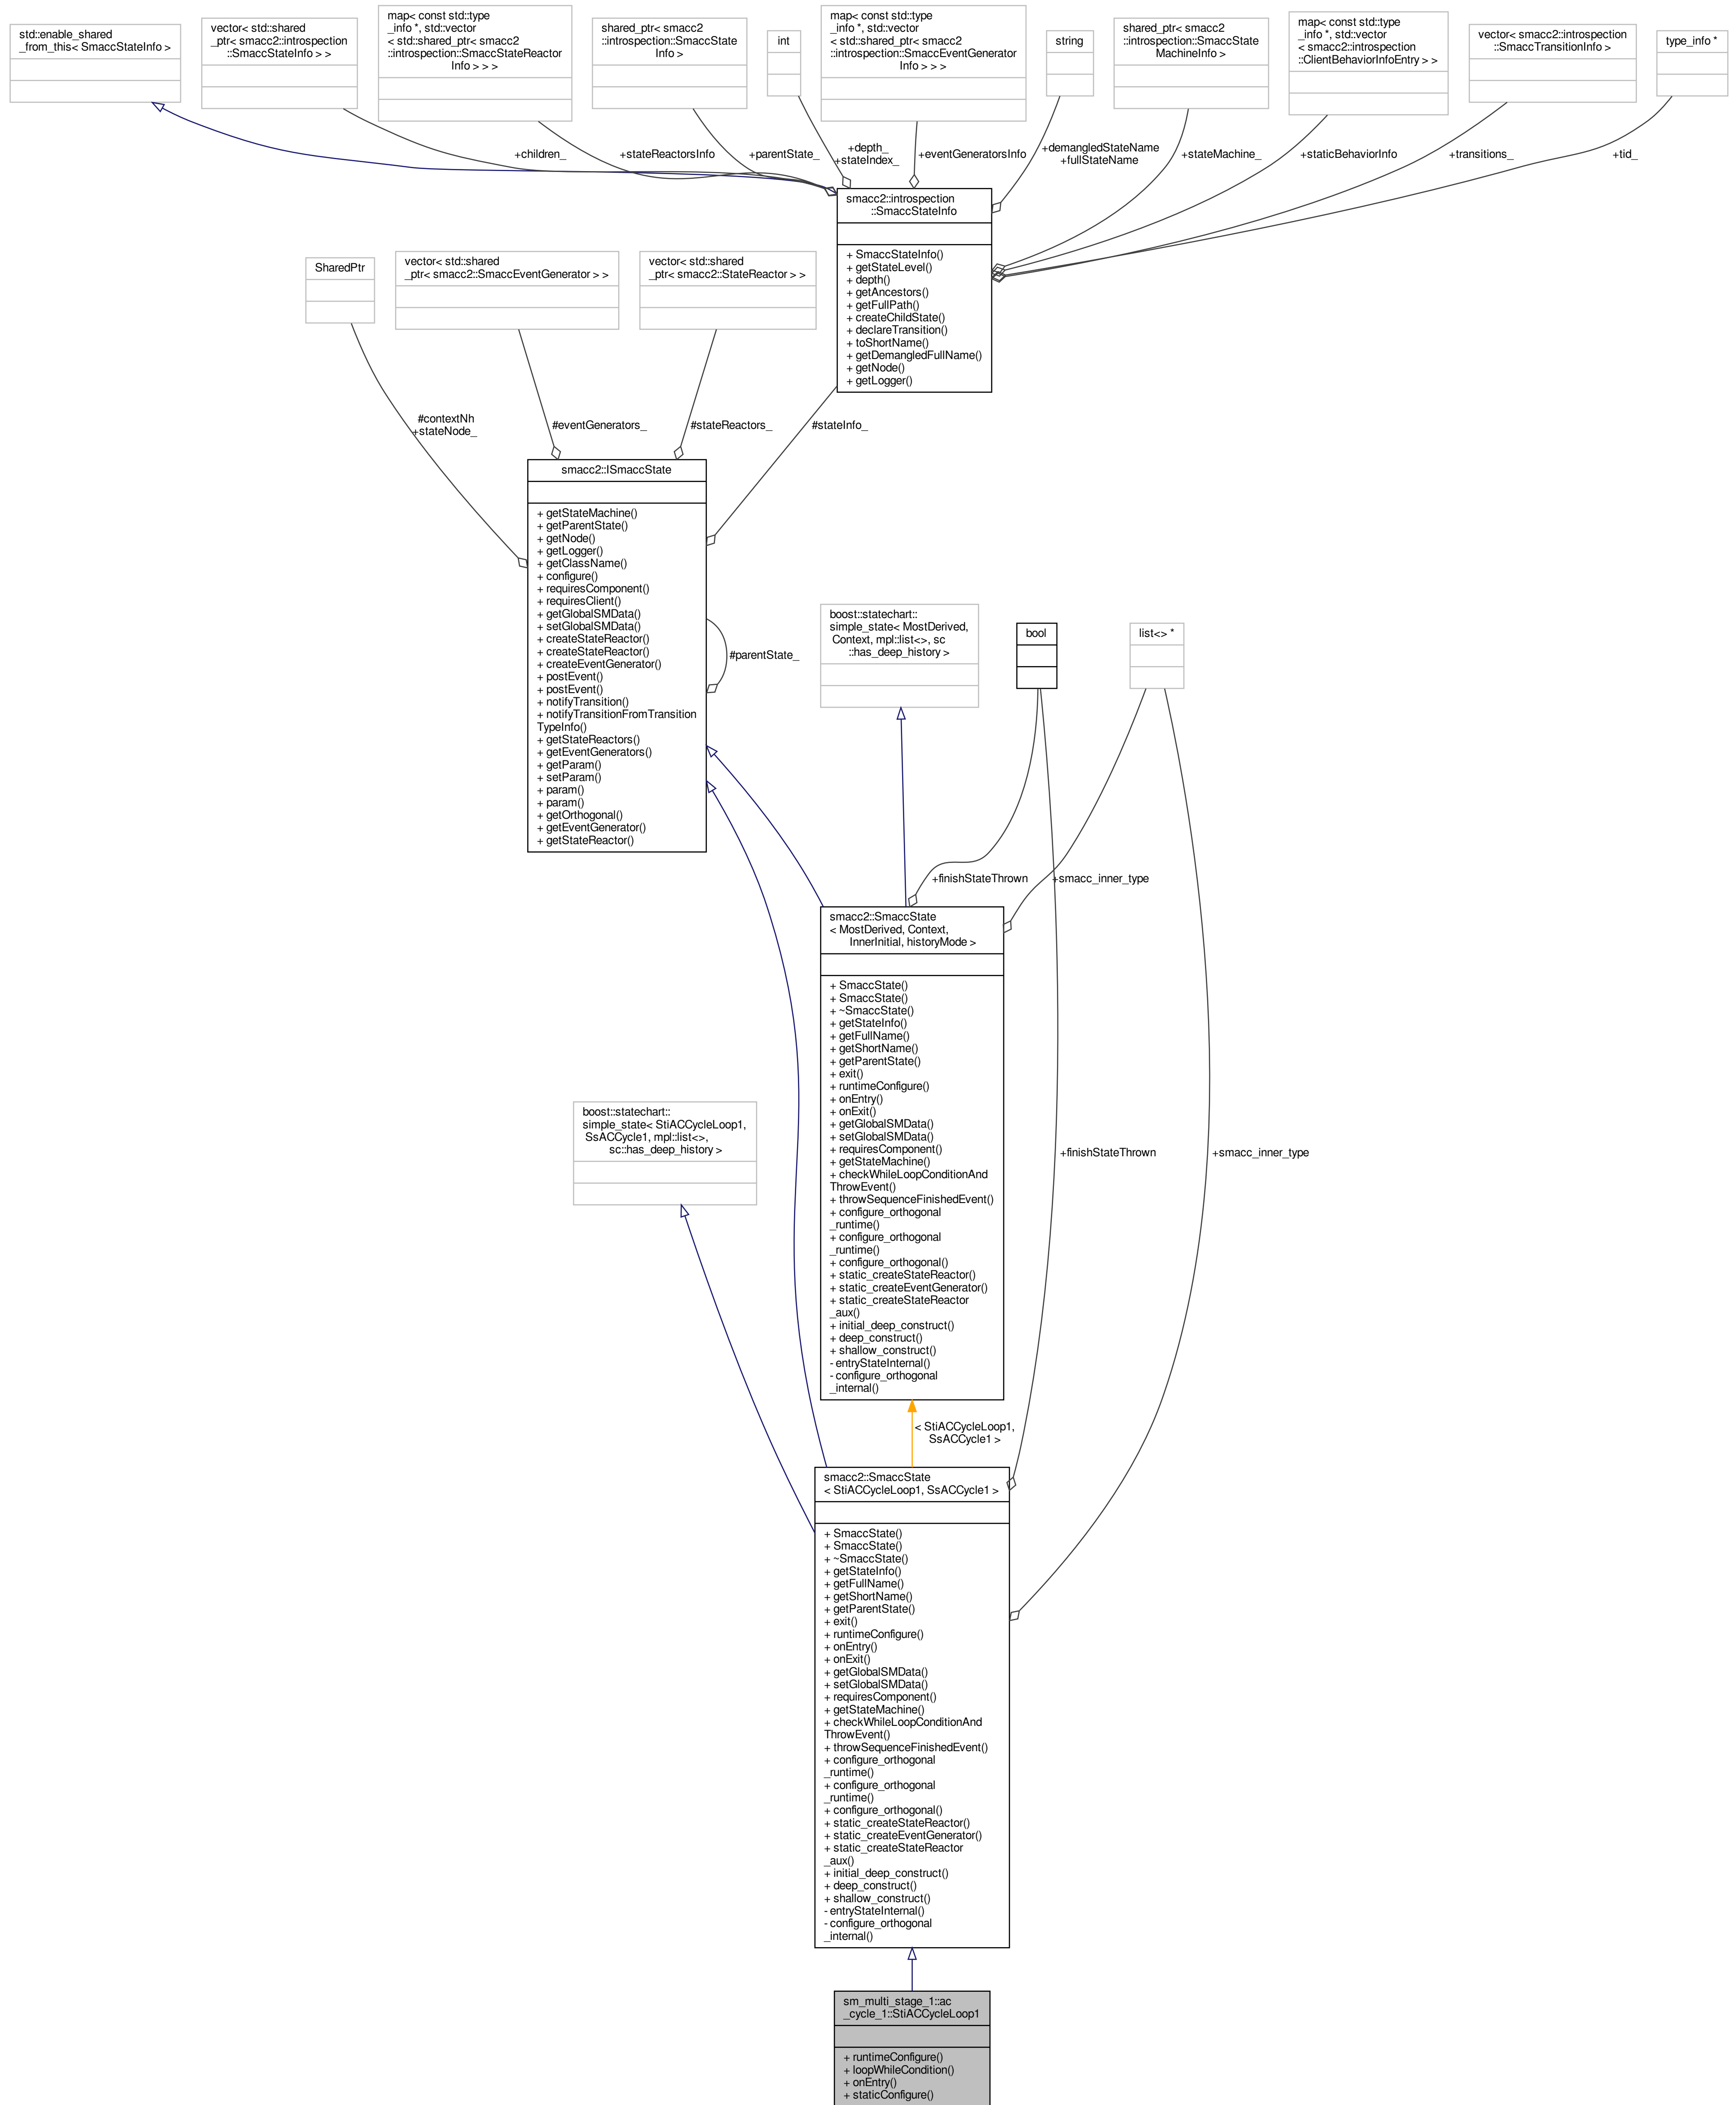 std::enable_shared
_from_this< SmaccStateInfo >
vector< std::shared
_ptr< smacc2::introspection
::SmaccStateInfo > >
map< const std::type
_info *, std::vector
< std::shared_ptr< smacc2
::introspection::SmaccStateReactor
Info > > >
shared_ptr< smacc2
::introspection::SmaccState
Info >
int
map< const std::type
_info *, std::vector
< std::shared_ptr< smacc2
::introspection::SmaccEventGenerator
Info > > >
string
shared_ptr< smacc2
::introspection::SmaccState
MachineInfo >
map< const std::type
_info *, std::vector
< smacc2::introspection
::ClientBehaviorInfoEntry > >
vector< smacc2::introspection
::SmaccTransitionInfo >
type_info *
+children_
+stateReactorsInfo
+parentState_
+depth_
+stateIndex_
+eventGeneratorsInfo
+demangledStateName
+fullStateName
+stateMachine_
+staticBehaviorInfo
+transitions_
+tid_
smacc2::introspection
::SmaccStateInfo
+ SmaccStateInfo()
+ getStateLevel()
+ depth()
+ getAncestors()
+ getFullPath()
+ createChildState()
+ declareTransition()
+ toShortName()
+ getDemangledFullName()
+ getNode()
+ getLogger()
SharedPtr
vector< std::shared
_ptr< smacc2::SmaccEventGenerator > >
vector< std::shared
_ptr< smacc2::StateReactor > >
#contextNh
+stateNode_
#eventGenerators_
#stateReactors_
#stateInfo_
smacc2::ISmaccState
+ getStateMachine()
+ getParentState()
+ getNode()
+ getLogger()
+ getClassName()
+ configure()
+ requiresComponent()
+ requiresClient()
+ getGlobalSMData()
+ setGlobalSMData()
+ createStateReactor()
+ createStateReactor()
+ createEventGenerator()
+ postEvent()
+ postEvent()
+ notifyTransition()
+ notifyTransitionFromTransition
TypeInfo()
+ getStateReactors()
+ getEventGenerators()
+ getParam()
+ setParam()
+ param()
+ param()
+ getOrthogonal()
+ getEventGenerator()
+ getStateReactor()
#parentState_
boost::statechart::
simple_state< MostDerived,
Context, mpl::list<>, sc
::has_deep_history >
bool
list<> *
+finishStateThrown
+smacc_inner_type
smacc2::SmaccState
< MostDerived, Context,
InnerInitial, historyMode >
+ SmaccState()
+ SmaccState()
+ ~SmaccState()
+ getStateInfo()
+ getFullName()
+ getShortName()
+ getParentState()
+ exit()
+ runtimeConfigure()
+ onEntry()
+ onExit()
+ getGlobalSMData()
+ setGlobalSMData()
+ requiresComponent()
+ getStateMachine()
+ checkWhileLoopConditionAnd
ThrowEvent()
+ throwSequenceFinishedEvent()
+ configure_orthogonal
_runtime()
+ configure_orthogonal
_runtime()
+ configure_orthogonal()
+ static_createStateReactor()
+ static_createEventGenerator()
+ static_createStateReactor
_aux()
+ initial_deep_construct()
+ deep_construct()
+ shallow_construct()
- entryStateInternal()
- configure_orthogonal
_internal()
boost::statechart::
simple_state< StiACCycleLoop1,
SsACCycle1, mpl::list<>,
sc::has_deep_history >
+finishStateThrown
+smacc_inner_type
< StiACCycleLoop1,
SsACCycle1 >
smacc2::SmaccState
< StiACCycleLoop1, SsACCycle1 >
+ SmaccState()
+ SmaccState()
+ ~SmaccState()
+ getStateInfo()
+ getFullName()
+ getShortName()
+ getParentState()
+ exit()
+ runtimeConfigure()
+ onEntry()
+ onExit()
+ getGlobalSMData()
+ setGlobalSMData()
+ requiresComponent()
+ getStateMachine()
+ checkWhileLoopConditionAnd
ThrowEvent()
+ throwSequenceFinishedEvent()
+ configure_orthogonal
_runtime()
+ configure_orthogonal
_runtime()
+ configure_orthogonal()
+ static_createStateReactor()
+ static_createEventGenerator()
+ static_createStateReactor
_aux()
+ initial_deep_construct()
+ deep_construct()
+ shallow_construct()
- entryStateInternal()
- configure_orthogonal
_internal()
sm_multi_stage_1::ac
_cycle_1::StiACCycleLoop1
+ runtimeConfigure()
+ loopWhileCondition()
+ onEntry()
+ staticConfigure()